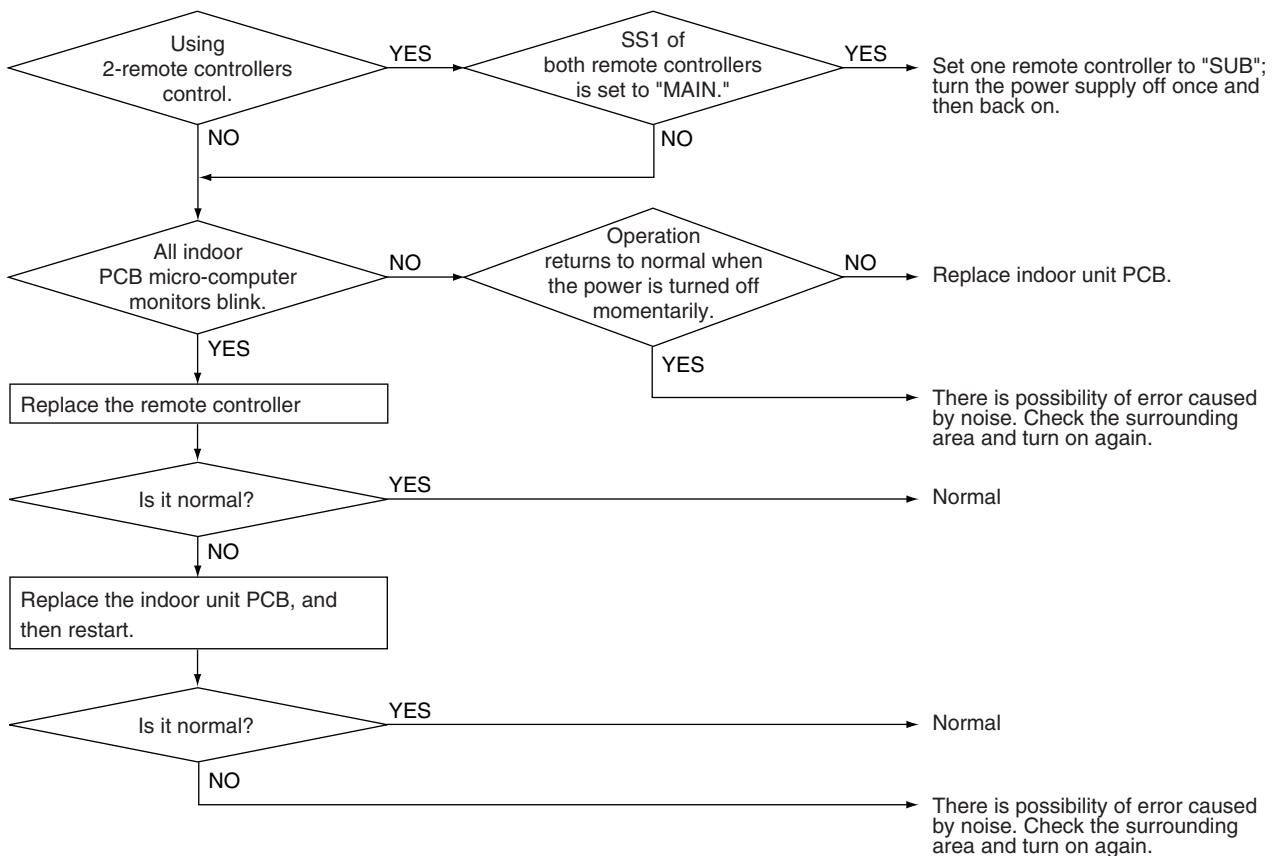 Using
2-remote controllers
control.
YES
SS1 of
both remote controllers
is set to "MAIN."
YES
Set one remote controller to "SUB";
turn the power supply off once and
then back on.
NO
NO
All indoor
PCB micro-computer
monitors blink.
NO
Operation
returns to normal when
the power is turned off
momentarily.
NO
Replace indoor unit PCB.
YES
YES
There is possibility of error caused
by noise. Check the surrounding
area and turn on again.
Replace the remote controller
Is it normal?
YES
Normal
NO
Replace the indoor unit PCB, and
then restart.
Is it normal?
YES
Normal
NO
There is possibility of error caused
by noise. Check the surrounding
area and turn on again.